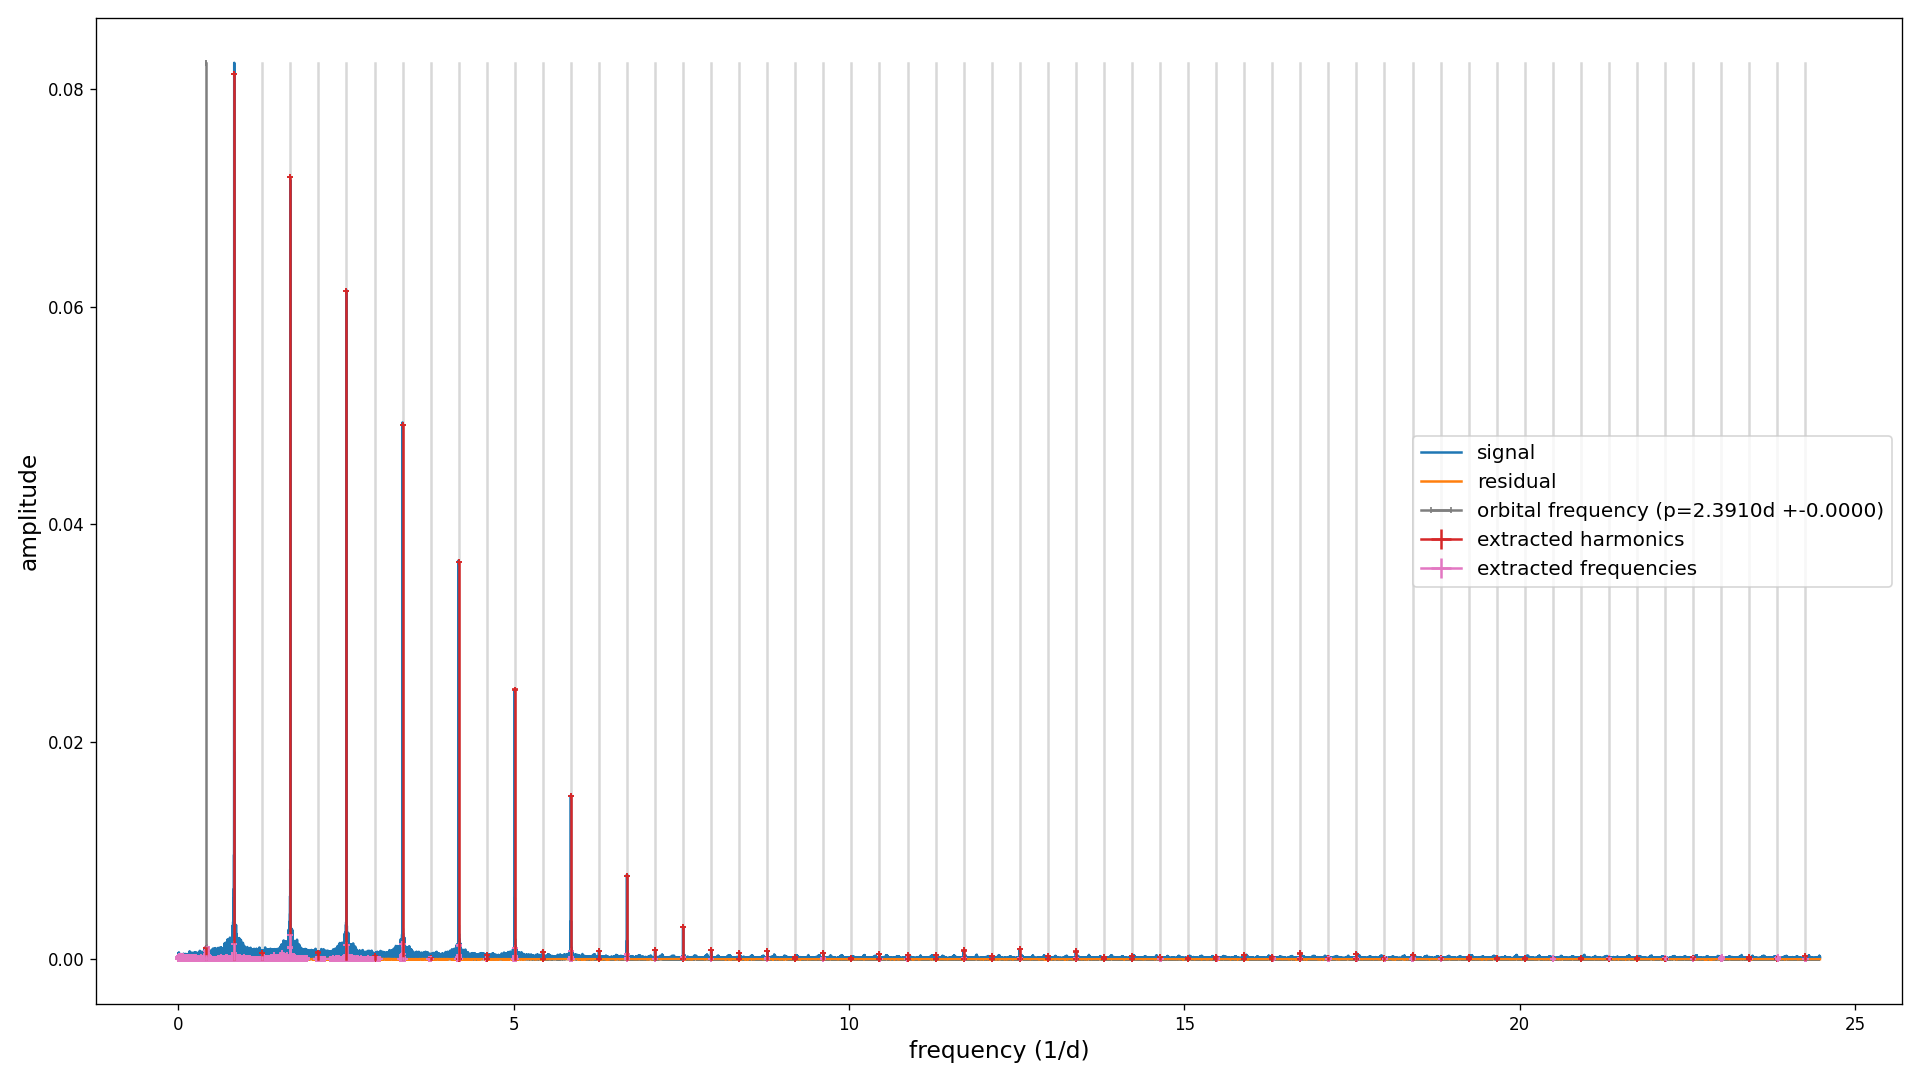 0.08
0.06
0.04
0.02
0.00
amplitude
0
5
10
15
20
25
frequency (1/d)
signal
residual
orbital frequency (p=2.3910d +-0.0000)
extracted harmonics
extracted frequencies